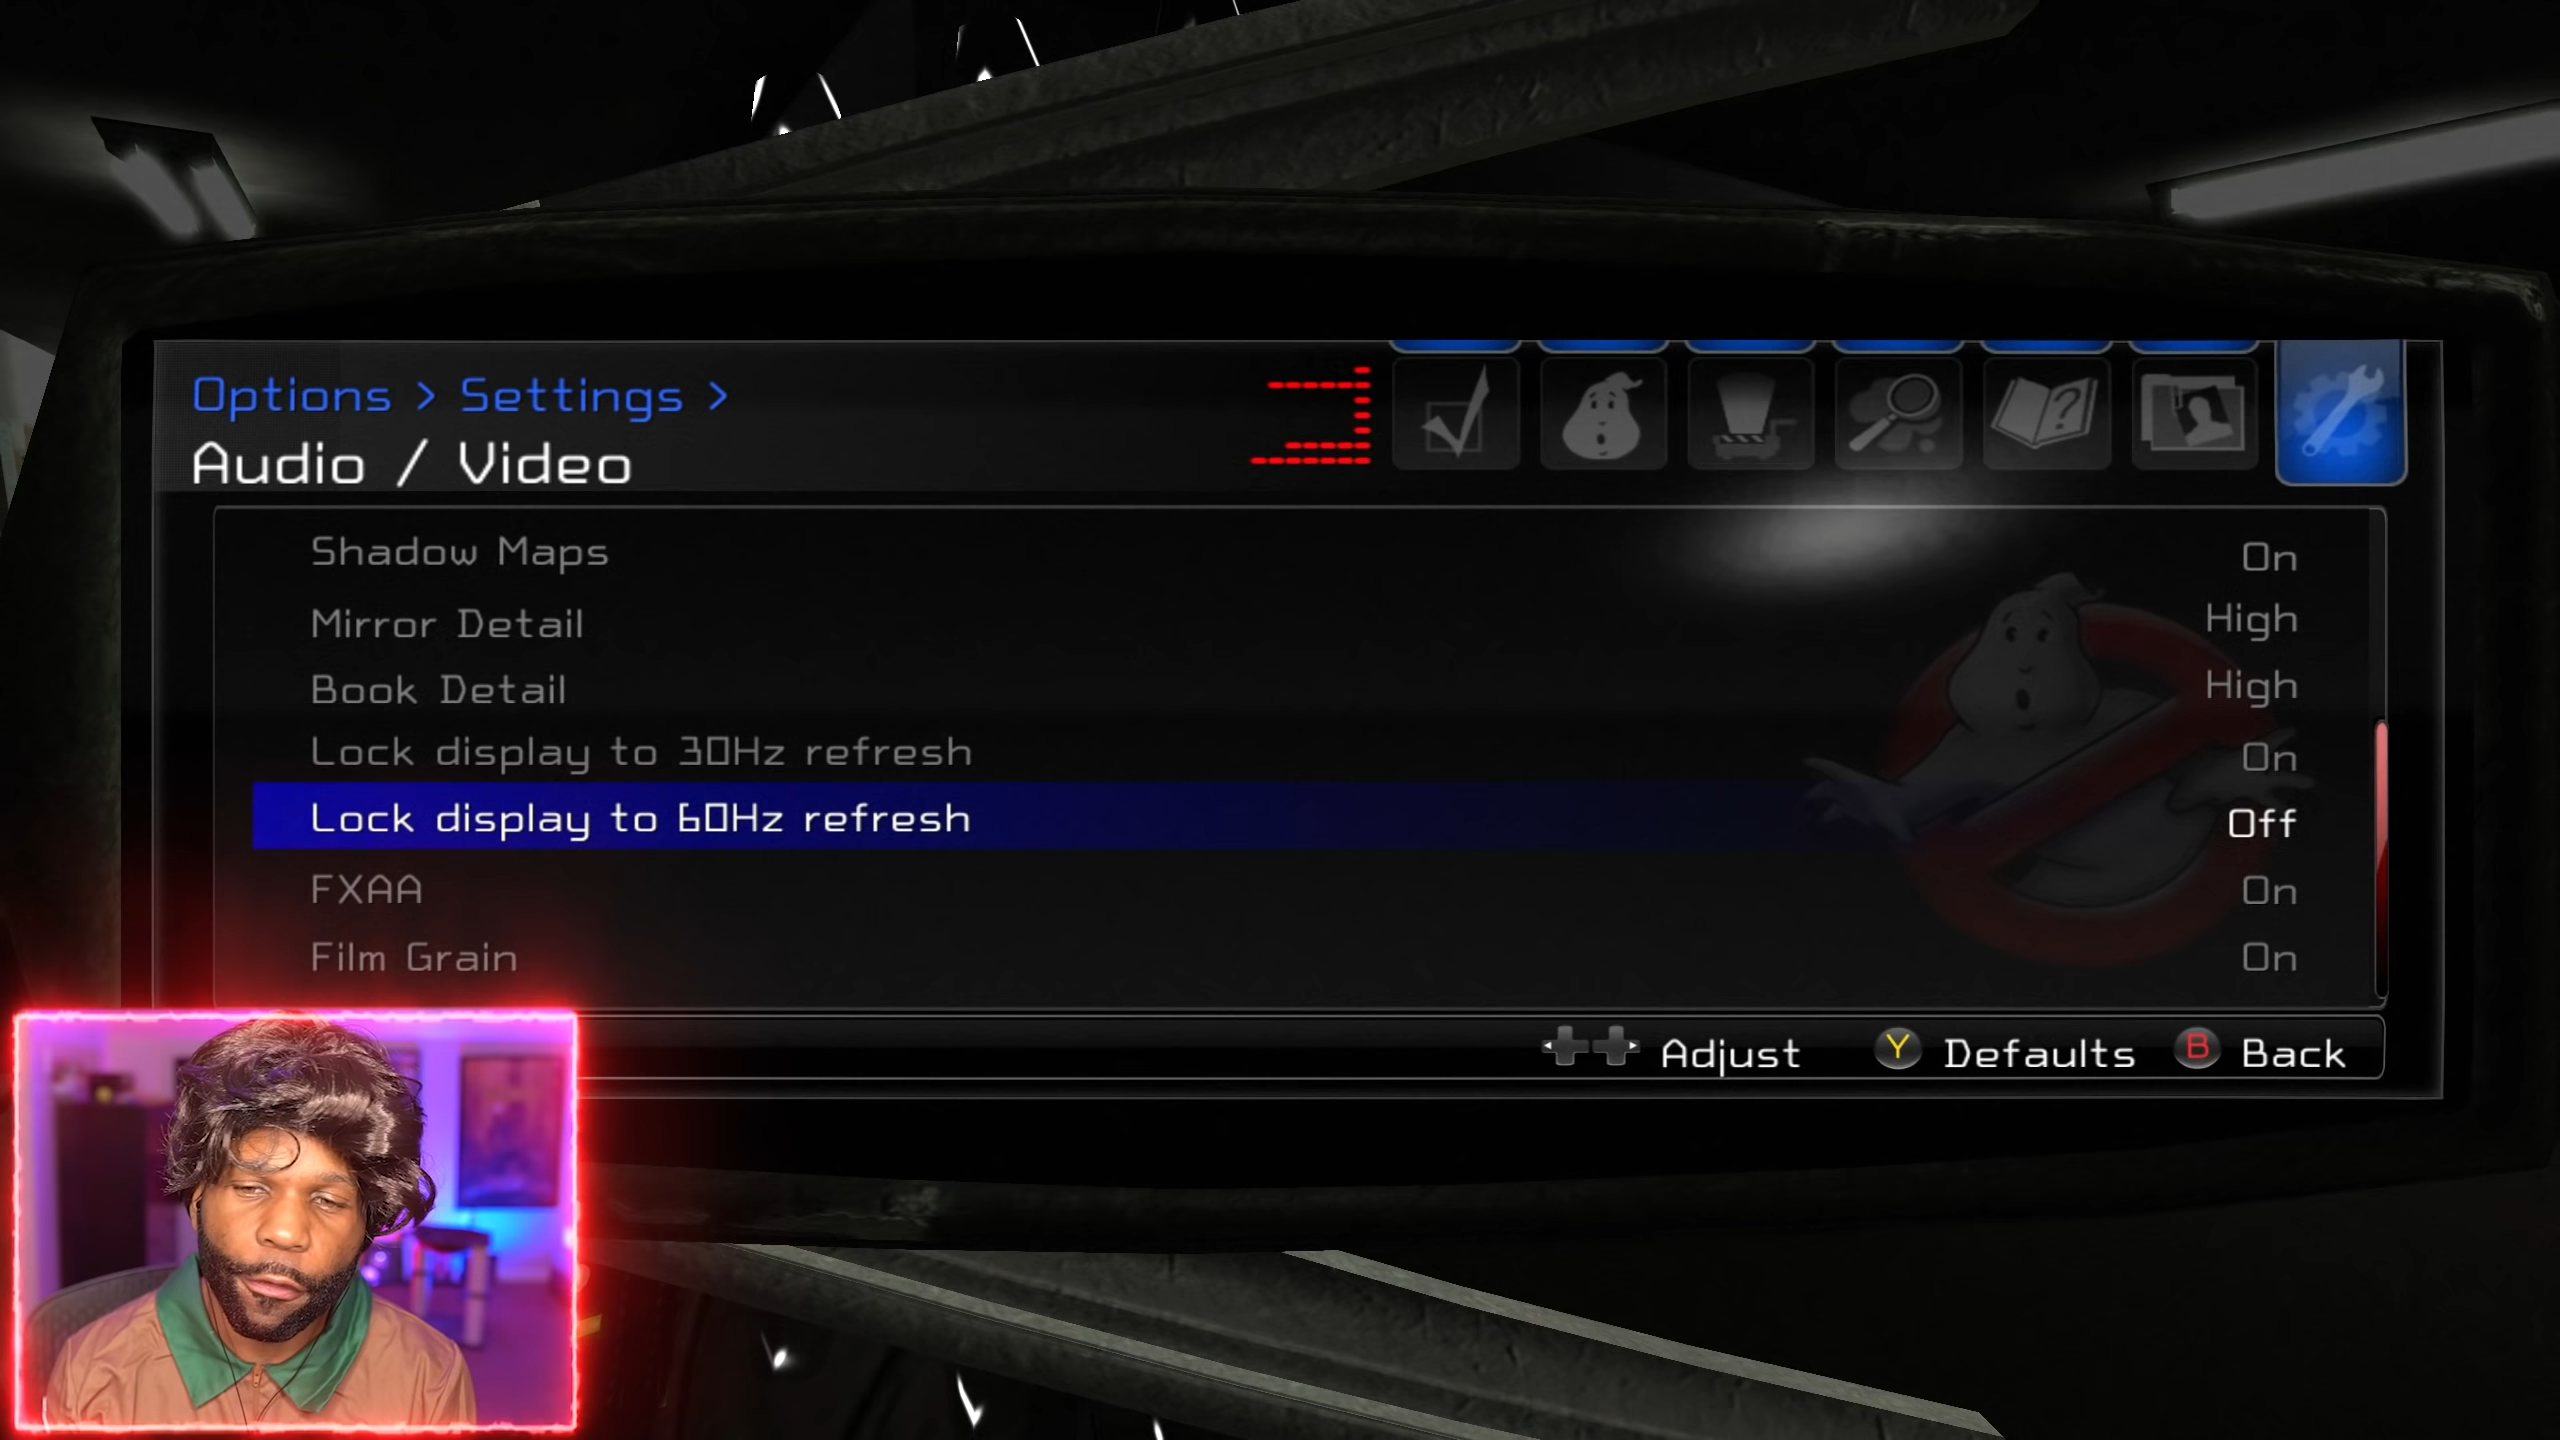 Options > Settings >
Audio / Video
Shadow Maps On
Mirror Detail High
Book Detail High
Lock display to 30Hz refresh On
Lock display to 60Hz refresh Off
FXAA On
Film Grain On
Adjust Y Defaults B Back